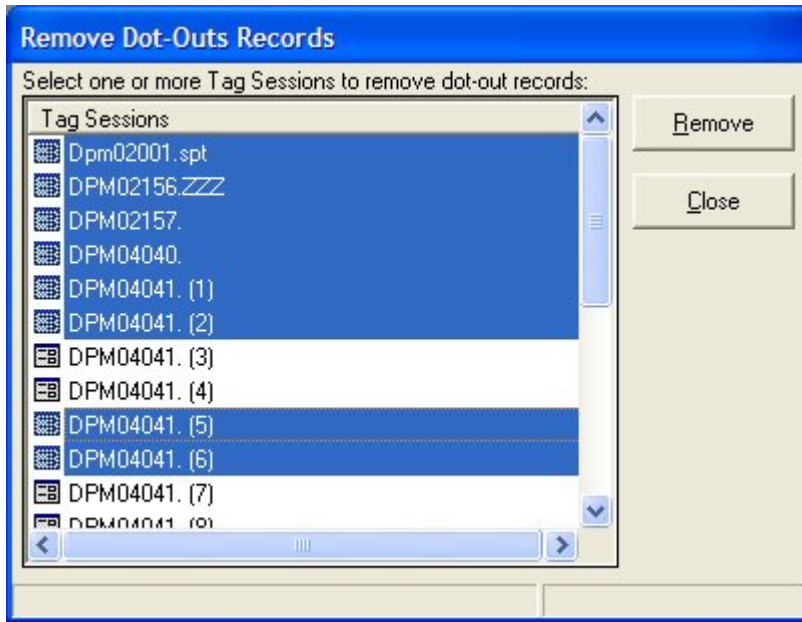 Remove Dot-Outs Records
Select one or more Tag Sessions to remove dot-out records:
Tag Sessions
Dpm02001.spt
DPM02156.ZZZ
DPM02157.
DPM04040.
DPM04041. (1)
DPM04041. (2)
DPM04041. (3)
DPM04041. (4)
DPM04041. (5)
DPM04041. (6)
DPM04041. (7)
DPM04041.
Remove
Close